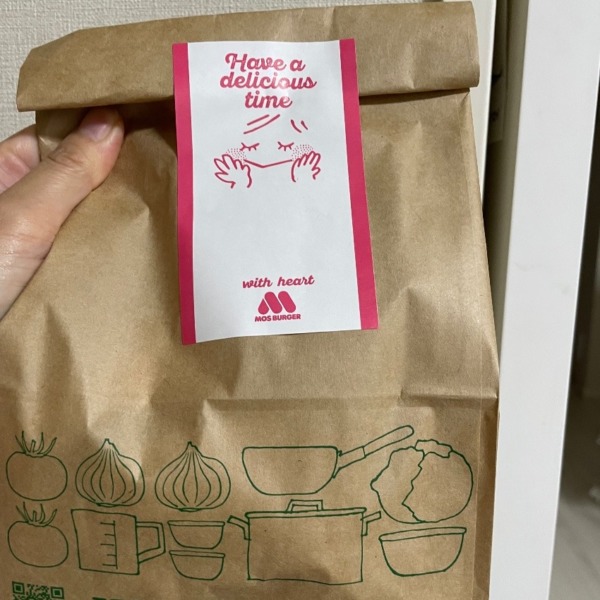 Have a
delicious
time
with heart
MOS BURGER